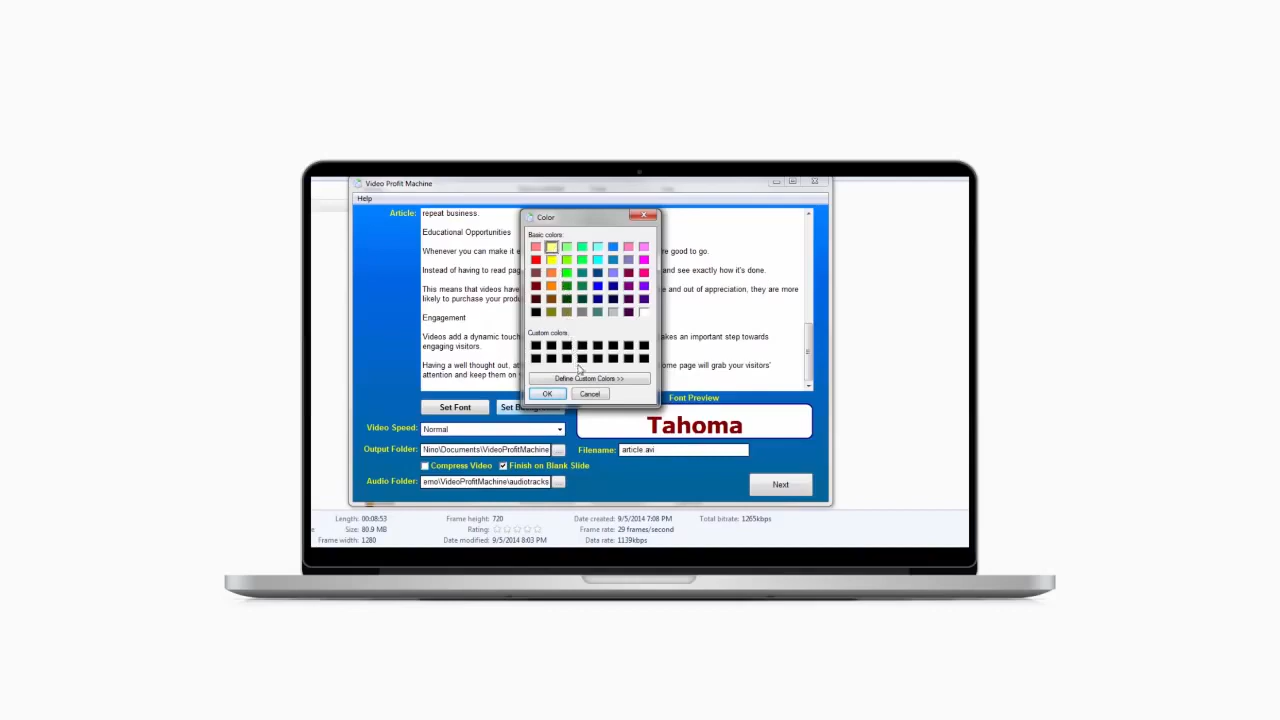 Video Profit Machine
Help
Article:
repeat business.
Educational Opportunities
Whenever you can make it e
re good to go.
Instead of having to read pag
and see exactly how it's done.
This means that videos have
e and out of appreciation, they are more
likely to purchase your produ
Engagement
Videos add a dynamic touch
akes an important step towards
engaging visitors.
Having a well thought out, at
ome page will grab your visitors'
attention and keep them on
Color
Basic colors:
Custom colors:
Define Custom Colors >>
OK
Cancel
Set Font
Set
Font Preview
Tahoma
Video Speed:
Normal
Output Folder:
Nino\Documents\VideoProfitMachine
...
Filename:
article.avi
Compress Video
Finish on Blank Slide
Audio Folder:
emo\VideoProfitMachine\audiotracks
...
Next
Length: 00:08:53
Frame height: 720
Date created: 9/5/2014 7:08 PM
Total bitrate: 1265kbps
Size: 80.9 MB
Rating:
Frame rate: 29 frames/second
Frame width: 1280
Date modified: 9/5/2014 8:03 PM
Data rate: 1139kbps